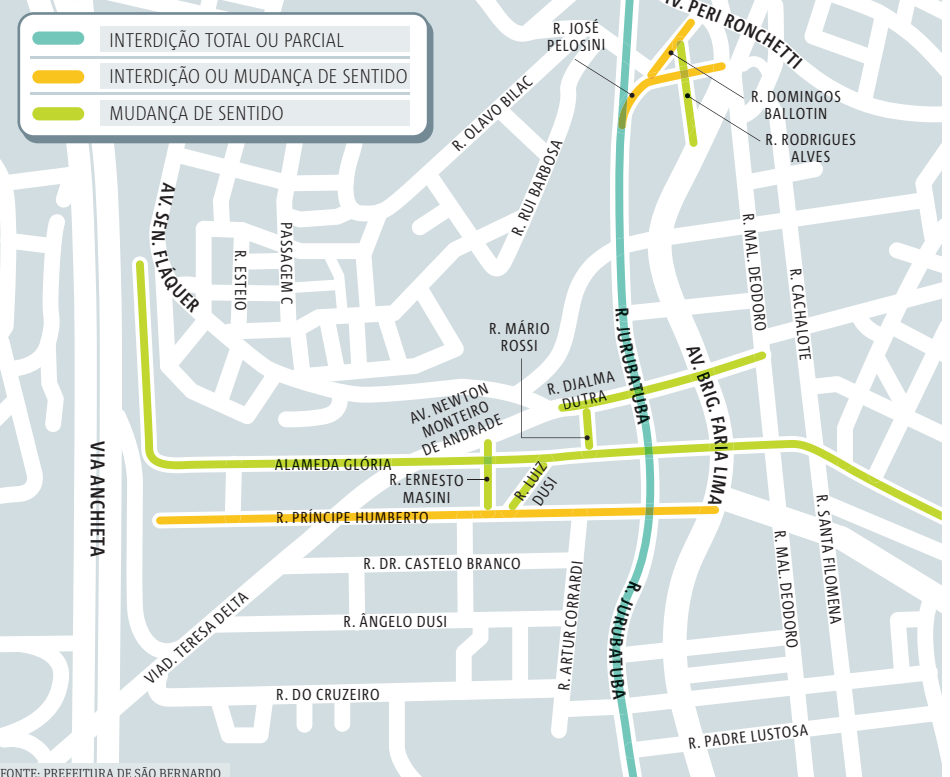 INTERDIÇÃO TOTAL OU PARCIAL
INTERDIÇÃO OU MUDANÇA DE SENTIDO
MUDANÇA DE SENTIDO
PERI RONCHETTI
R. JOSÉ
PELOSINI
R. DOMINGOS
BALLOTIN
R. RODRIGUES
ALVES
R. OLAVO BILAC
R. RUI BARBOSA
AV. SEN. FLÁQUER
R. ESTEIO
PASSAGEM C
R. MAL. DEODORO
R. CACHALOTE
R. JURUBATUBA
R. MÁRIO
ROSSI
AV. BRIG. FARIA LIMA
R. DJALMA
DUTRA
AV. NEWTON
MONTEIRO
DE ANDRADE
VIA ANCHIETA
ALAMEDA GLÓRIA
R. ERNESTO
MASINI
R. LUIZ
DUSI
R. PRÍNCIPE HUMBERTO
R. SANTA FILOMENA
R. MAL. DEODORO
R. DR. CASTELO BRANCO
R. ARTUR CORRARDI
R. JURUBATUBA
VIAD. TERESA DELTA
R. ÂNGELO DUSI
R. DO CRUZEIRO
R. PADRE LUSTOSA
FONTE: PREFEITURA DE SÃO BERNARDO